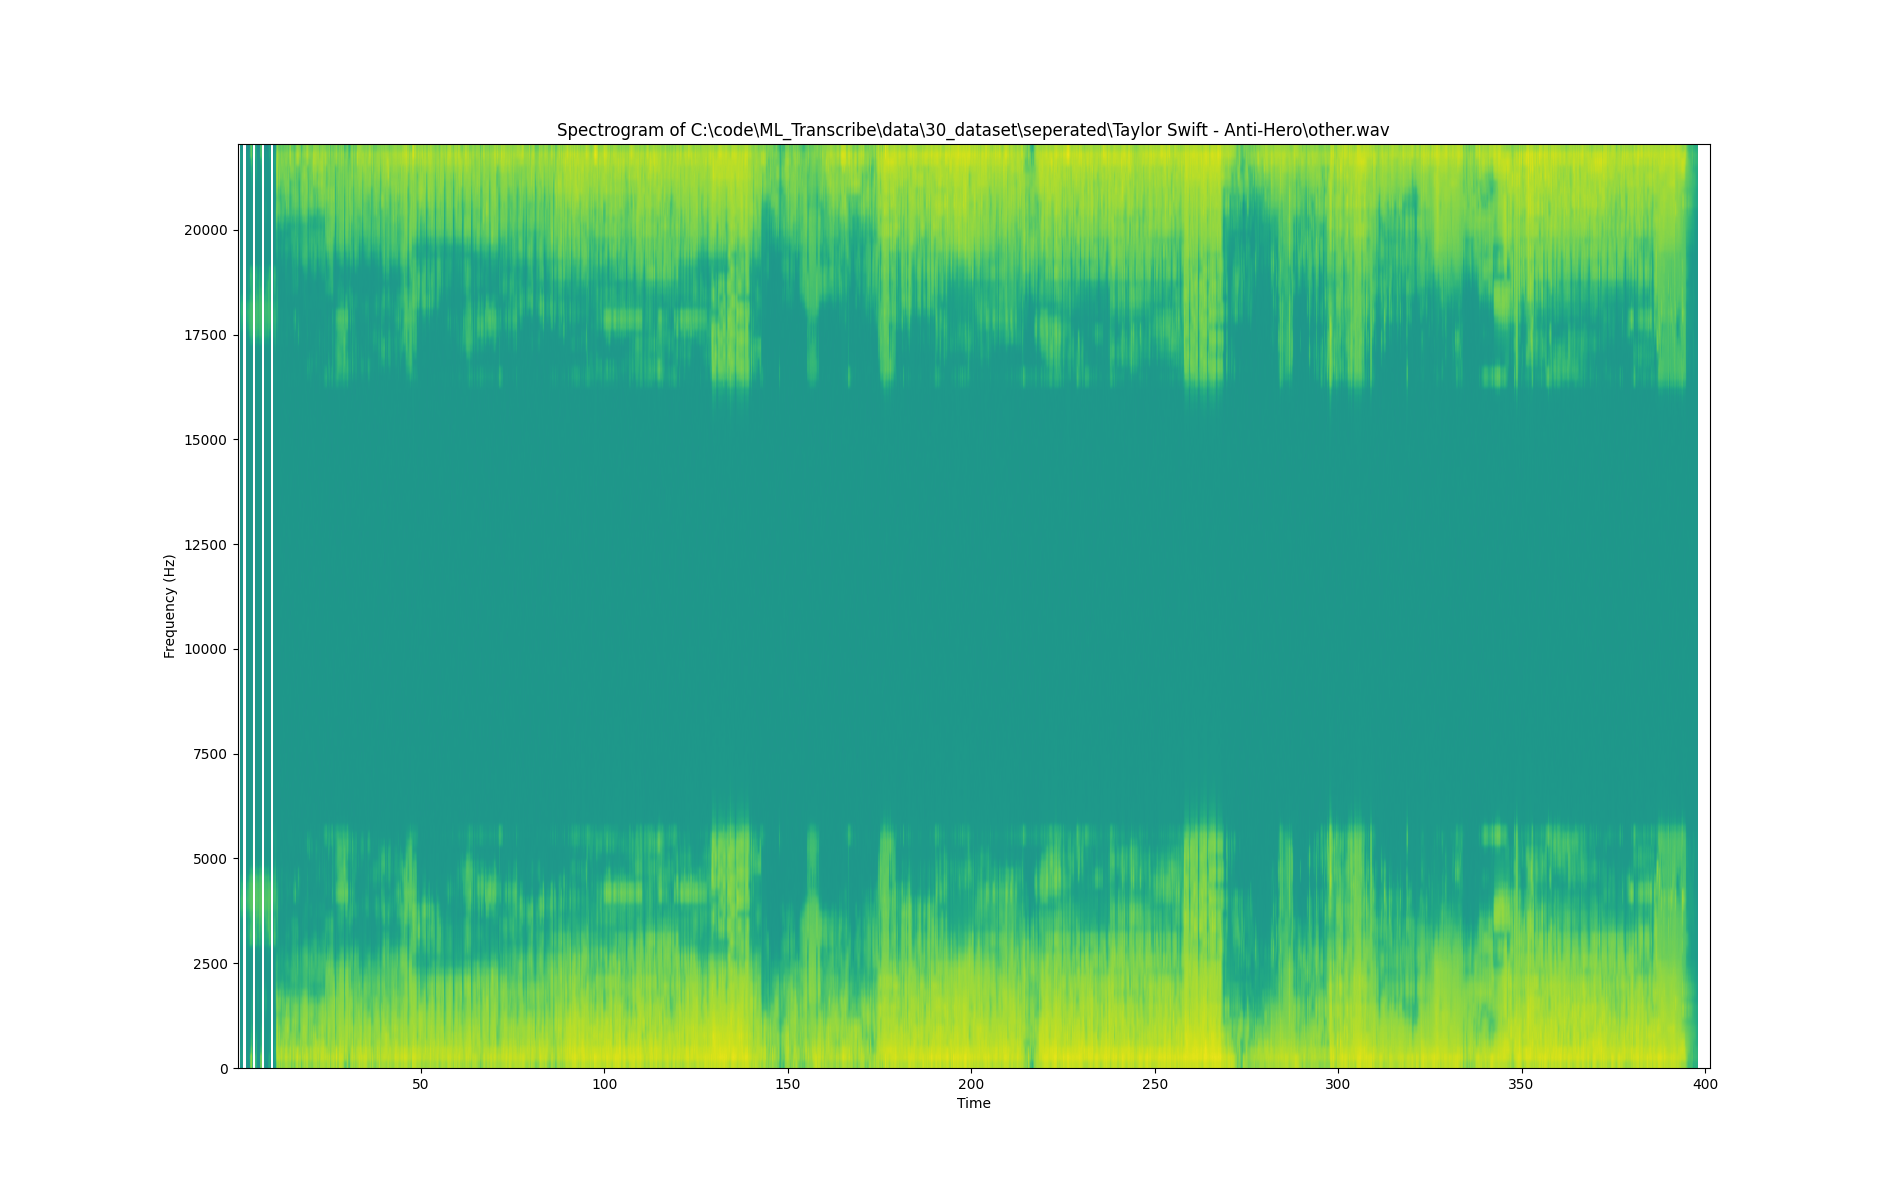 Spectrogram of C:\code\ML_Transcribe\data\30_dataset\seperated\Taylor Swift - Anti-Hero\other.wav
20000
17500
15000
12500
10000
7500
5000
2500
0
Frequency (Hz)
50 100 150 200 250 300 350 400
Time